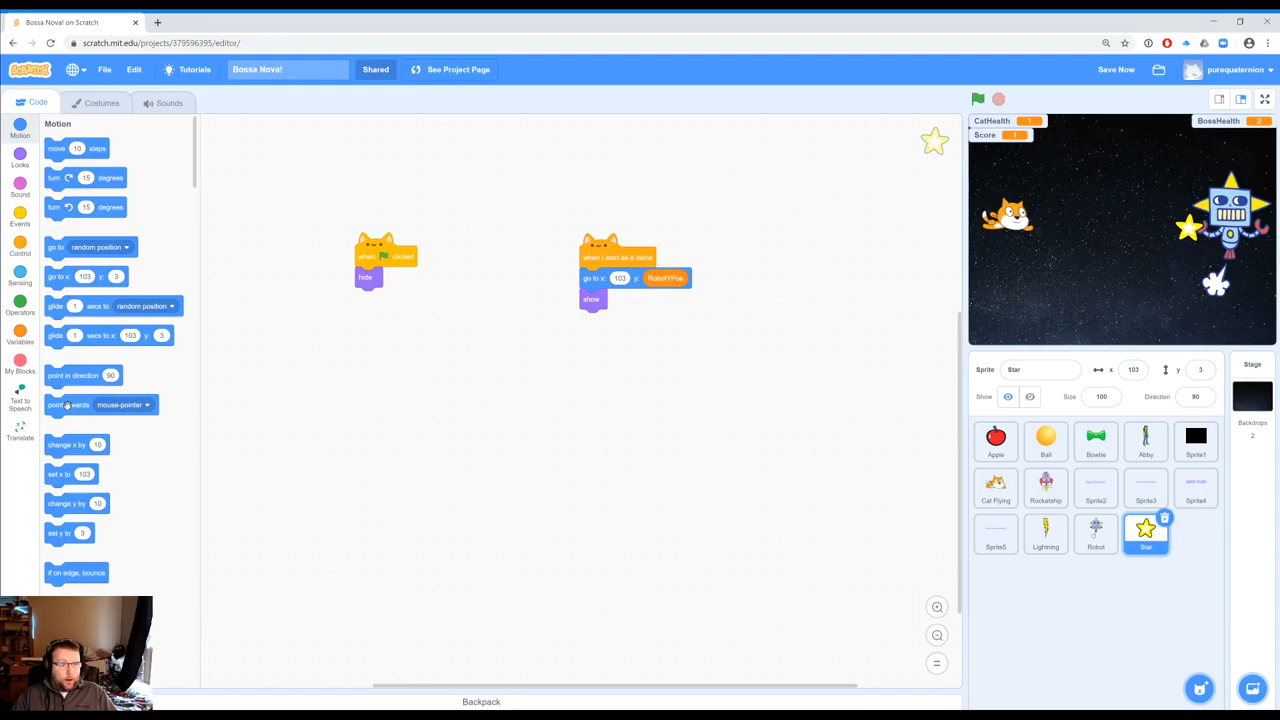 Bossa Nova! on Scratch
scratch.mit.edu/projects/379596395/editor/
SCRATCH
File
Edit
Tutorials
Bossa Nova!
Shared
See Project Page
Save Now
purequaternion
Code
Costumes
Sounds
Motion
Looks
Sound
Events
Control
Sensing
Operators
Variables
My Blocks
Text to
Speech
Translate
Motion
move 10 steps
turn 15 degrees
turn 15 degrees
go to random position
go to x: 103 y: 3
glide 1 secs to random position
glide 1 secs to x: 103 y: 3
point in direction 90
mouse-pointer
change x by 10
set x to 103
change y by 10
set y to 3
if on edge, bounce
when clicked
hide
when I start as a clone
go to x: 103 y: RobotYPos
show
Backpack
CatHealth 1
Score 1
BossHealth 2
Sprite Star x 103 y 3
Show Size 100 Direction 90
Apple
Ball
Bowtie
Abby
Sprite1
Cat Flying
Rocketship
Sprite2
Sprite3
Sprite4
Sprite5
Lightning
Robot
Star
Stage
Backdrops
2